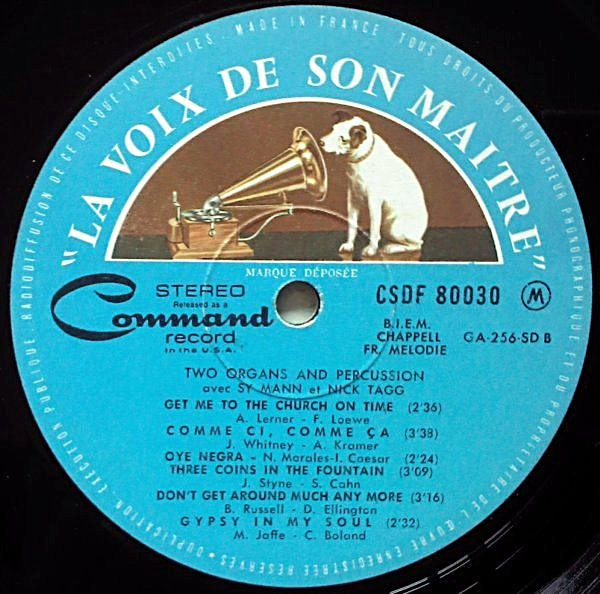 DUPLICATION · EXÉCUTION PUBLIQUE · RADIODIFFUSION DE CE DISQUE · INTERDITES · MADE IN FRANCE · TOUS DROITS DU PRODUCTEUR PHONOGRAPHIQUE ET DU PROPRIÉTAIRE DE L'ŒUVRE ENREGISTRÉE RÉSERVÉS
"LA VOIX DE SON MAITRE"
MARQUE DÉPOSÉE
STEREO
Released as a
Command
record
in the U.S.A.
CSDF 80030 M
B.I.E.M.
CHAPPELL GA-256-SD B
FR. MELODIE
TWO ORGANS AND PERCUSSION
avec SY MANN et NICK TAGG
GET ME TO THE CHURCH ON TIME (2'36)
A. Lerner - F. Loewe
COMME CI, COMME ÇA (3'38)
J. Whitney - A. Kramer
OYE NEGRA - N. Morales-I. Caesar (2'24)
THREE COINS IN THE FOUNTAIN (3'09)
J. Styne - S. Cahn
DON'T GET AROUND MUCH ANY MORE (3'16)
B. Russell - D. Ellington
GYPSY IN MY SOUL (2'32)
M. Jaffe - C. Boland